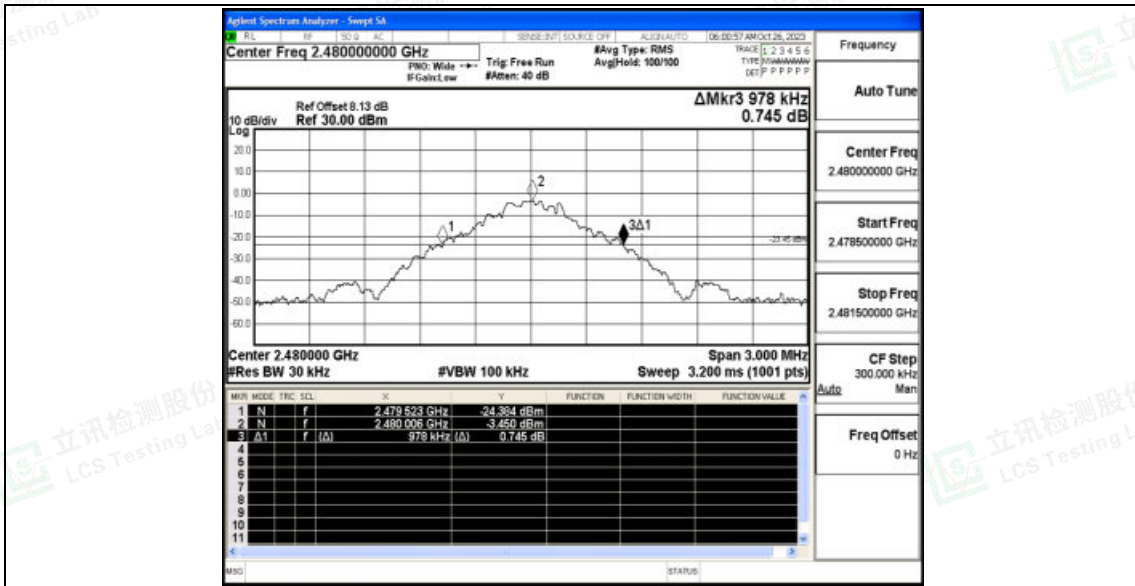 Agilent Spectrum Analyzer - Swept SA
RL RF 50 Ω AC SENSE:INT SOURCE OFF ALIGN AUTO 06:00:57 AM Oct 26, 2023
Center Freq 2.480000000 GHz
PNO: Wide
IFGain:Low
Trig: Free Run
#Atten: 40 dB
#Avg Type: RMS
Avg|Hold: 100/100
TRACE 1 2 3 4 5 6
TYPE
DET P P P P P P
ΔMkr3 978 kHz
0.745 dB
Ref Offset 8.13 dB
10 dB/div Ref 30.00 dBm
Log
20.0
10.0
0.00
-10.0
-20.0
-30.0
-40.0
-50.0
-60.0
1
2
3Δ1
-23.45 dBm
Center 2.480000 GHz Span 3.000 MHz
#Res BW 30 kHz #VBW 100 kHz Sweep 3.200 ms (1001 pts)
MKR MODE TRC SCL X Y FUNCTION FUNCTION WIDTH FUNCTION VALUE
1 N f 2.479 523 GHz -24.384 dBm
2 N f 2.480 006 GHz -3.450 dBm
3 Δ1 f (Δ) 978 kHz (Δ) 0.745 dB
4
5
6
7
8
9
10
11
MSG STATUS
Frequency
Auto Tune
Center Freq
2.480000000 GHz
Start Freq
2.478500000 GHz
Stop Freq
2.481500000 GHz
CF Step
300.000 kHz
Auto Man
Freq Offset
0 Hz
立讯检测股份
LCS Testing Lab
立讯检测股份
LCS Testing L
sting Lab
立
LCS